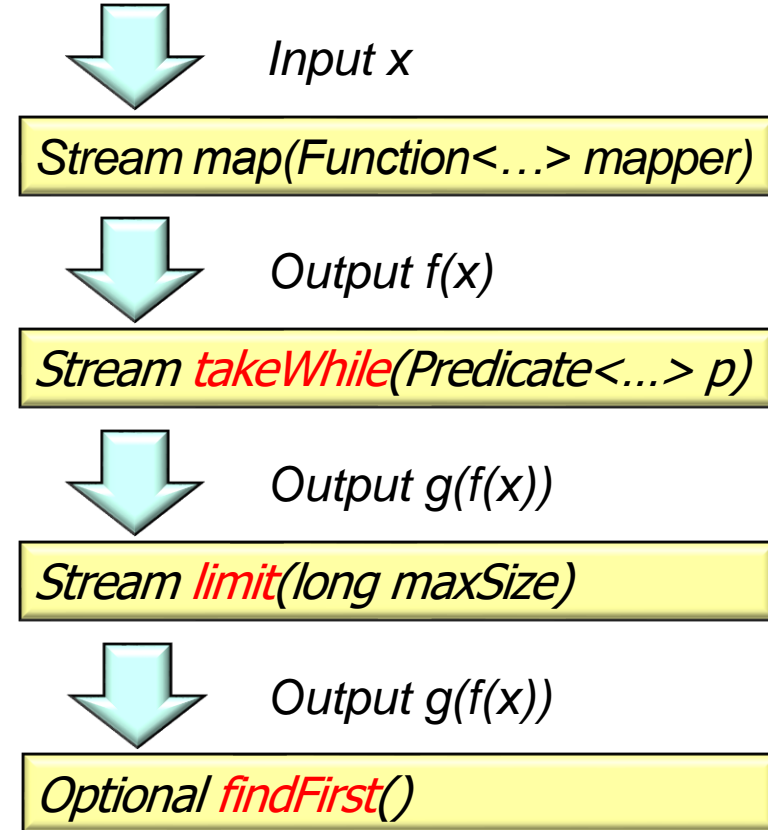 Input x
Stream map(Function<…> mapper)
Output f(x)
Stream takeWhile(Predicate<...> p)
Output g(f(x))
Stream limit(long maxSize)
Output g(f(x))
Optional findFirst()